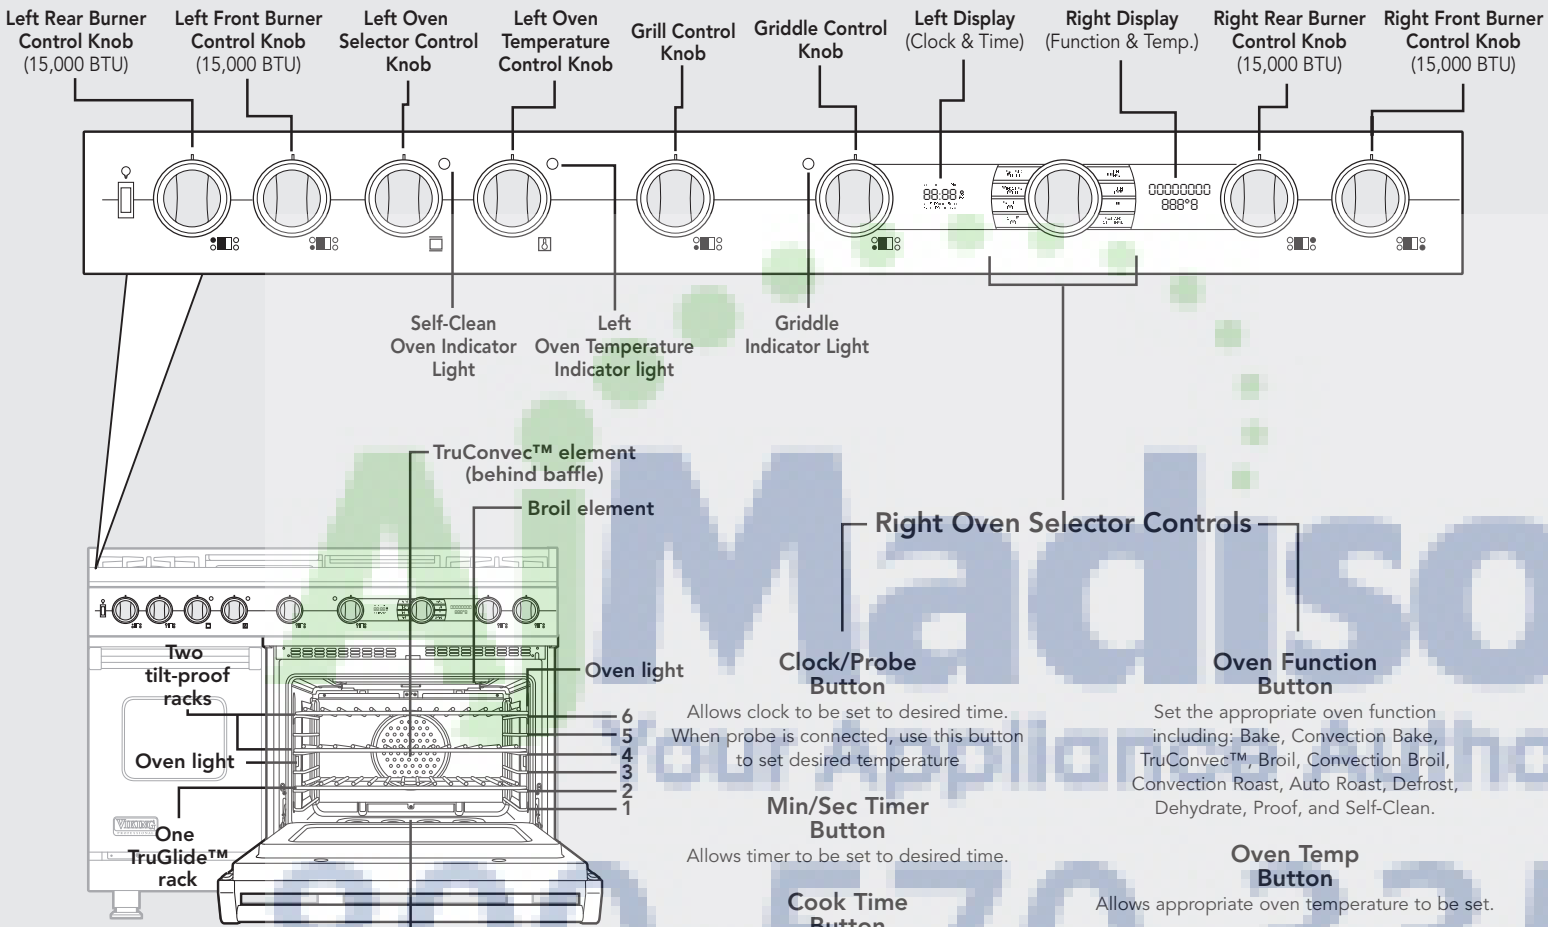 Left Rear Burner
Control Knob
(15,000 BTU)
Left Front Burner
Control Knob
(15,000 BTU)
Left Oven
Selector Control
Knob
Left Oven
Temperature
Control Knob
Grill Control
Knob
Griddle Control
Knob
Left Display
(Clock & Time)
Right Display
(Function & Temp.)
Right Rear Burner
Control Knob
(15,000 BTU)
Right Front Burner
Control Knob
(15,000 BTU)
Self-Clean
Oven Indicator
Light
Left
Oven Temperature
Indicator light
Griddle
Indicator Light
TruConvec™ element
(behind baffle)
Broil element
Right Oven Selector Controls
Two
tilt-proof
racks
Oven light
6
5
4
3
2
1
Oven light
One
TruGlide™
rack
VIKING
Clock/Probe
Button
Allows clock to be set to desired time.
When probe is connected, use this button
to set desired temperature
Min/Sec Timer
Button
Allows timer to be set to desired time.
Cook Time
Button
Oven Function
Button
Set the appropriate oven function
including: Bake, Convection Bake,
TruConvec™, Broil, Convection Broil,
Convection Roast, Auto Roast, Defrost,
Dehydrate, Proof, and Self-Clean.
Oven Temp
Button
Allows appropriate oven temperature to be set.
AjMadiso
Your Appliance Autho